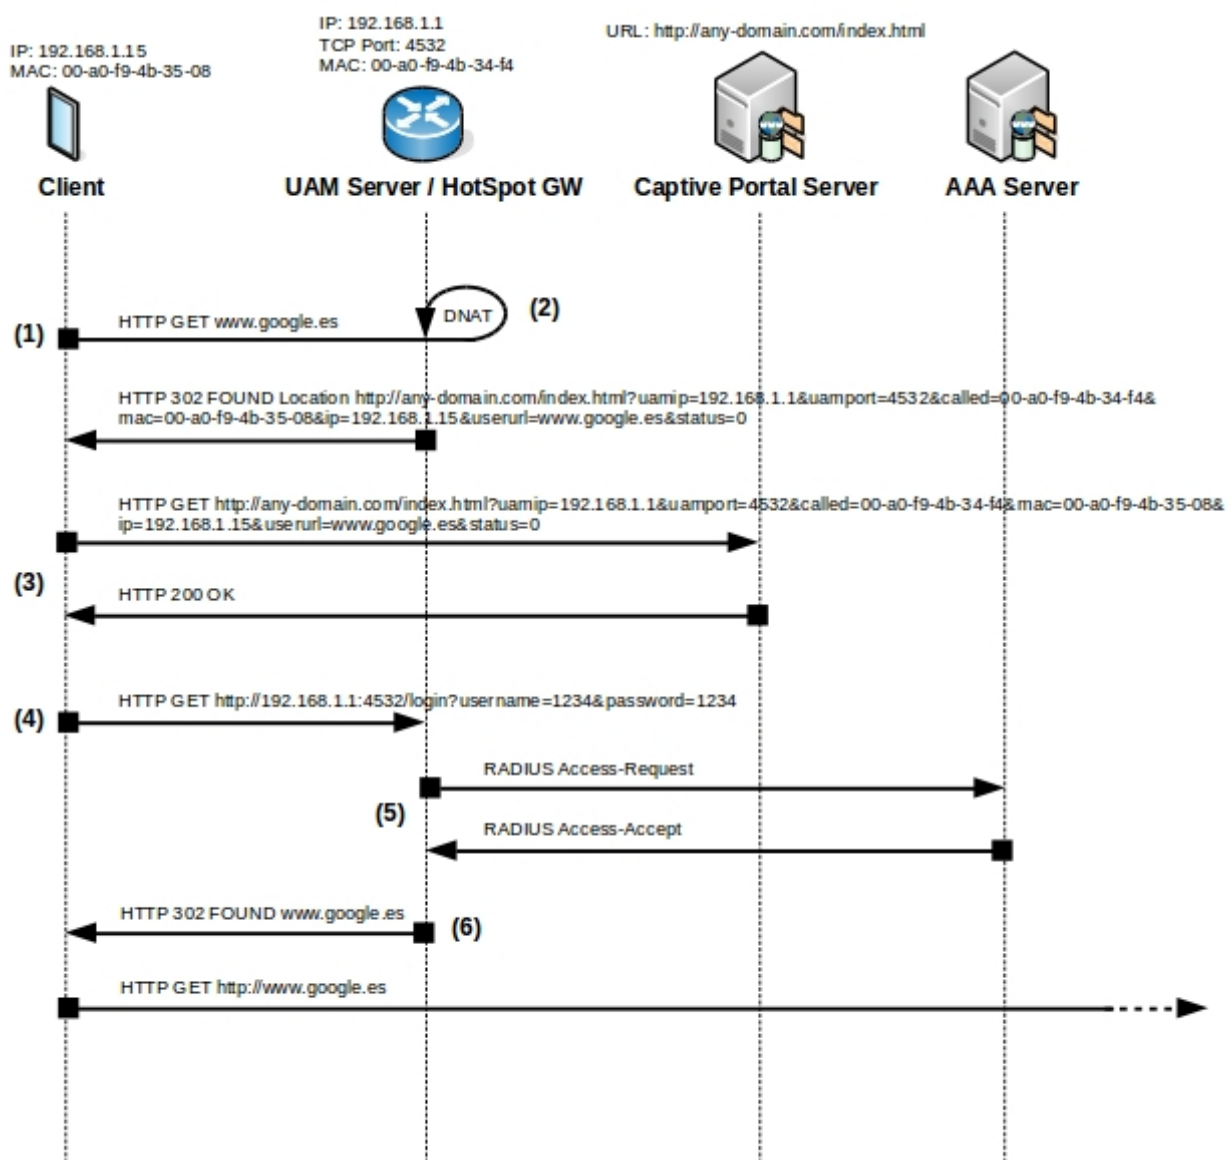 IP: 192.168.1.15
MAC: 00-a0-f9-4b-35-08
IP: 192.168.1.1
TCP Port: 4532
MAC: 00-a0-f9-4b-34-f4
URL: http://any-domain.com/index.html
Client
UAM Server / HotSpot GW
Captive Portal Server
AAA Server
(1)
HTTP GET www.google.es
DNAT
(2)
HTTP 302 FOUND Location http://any-domain.com/index.html?uamip=192.168.1.1&uamport=4532&called=00-a0-f9-4b-34-f4&
mac=00-a0-f9-4b-35-08&ip=192.168.1.15&userurl=www.google.es&status=0
HTTP GET http://any-domain.com/index.html?uamip=192.168.1.1&uamport=4532&called=00-a0-f9-4b-34-f4&mac=00-a0-f9-4b-35-08&
ip=192.168.1.15&userurl=www.google.es&status=0
(3)
HTTP 200 OK
(4)
HTTP GET http://192.168.1.1:4532/login?username=1234&password=1234
RADIUS Access-Request
(5)
RADIUS Access-Accept
HTTP 302 FOUND www.google.es
(6)
HTTP GET http://www.google.es